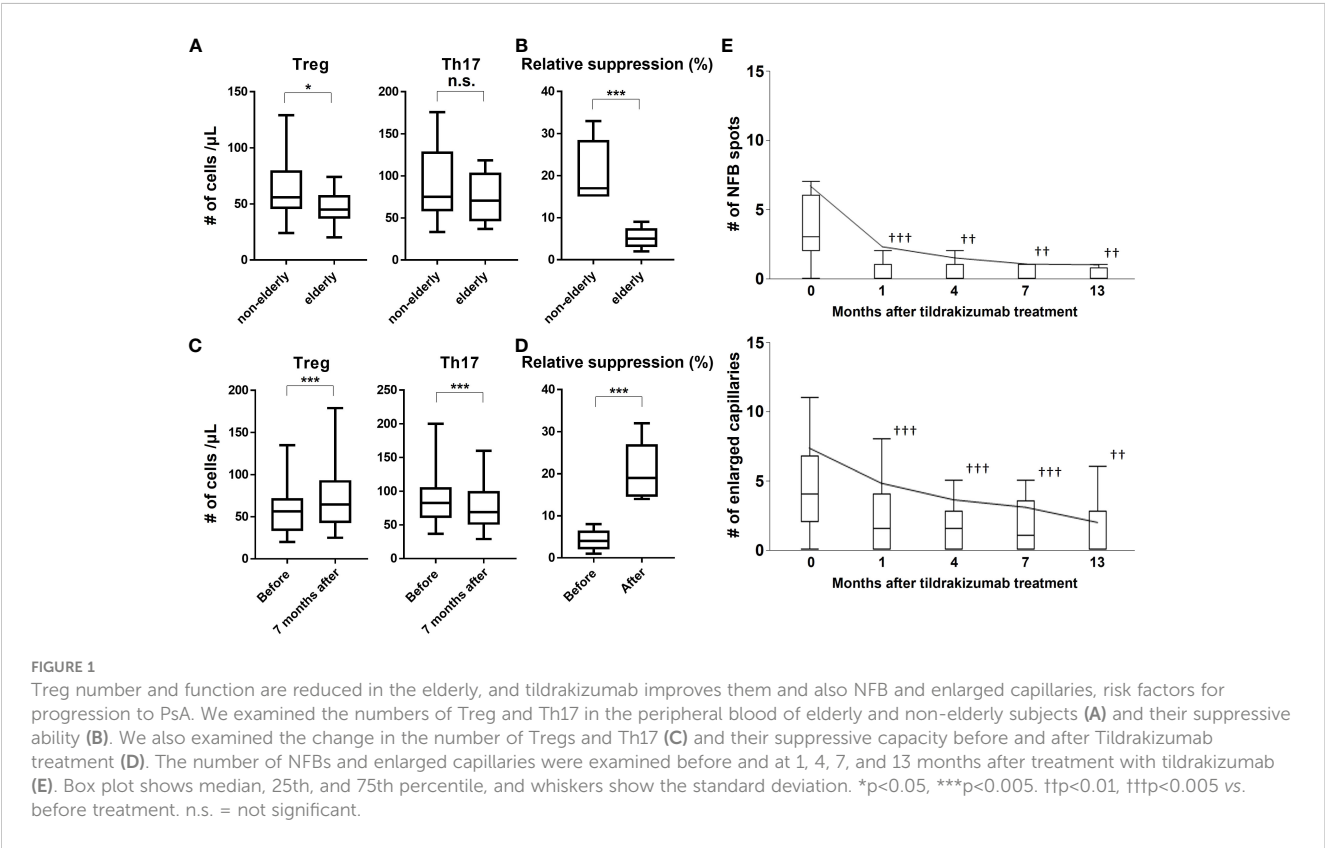 A
Treg
*
# of cells /µL
150
100
50
0
non-elderly
elderly
Th17
n.s.
200
150
100
50
0
non-elderly
elderly
B
Relative suppression (%)
***
40
30
20
10
0
non-elderly
elderly
C
Treg
***
# of cells /µL
200
150
100
50
0
Before
7 months after
Th17
***
250
200
150
100
50
0
Before
7 months after
D
Relative suppression (%)
***
40
30
20
10
0
Before
After
E
# of NFB spots
15
10
5
0
†††
††
††
††
0 1 4 7 13
Months after tildrakizumab treatment
# of enlarged capillaries
15
10
5
0
†††
†††
†††
††
0 1 4 7 13
Months after tildrakizumab treatment
FIGURE 1
Treg number and function are reduced in the elderly, and tildrakizumab improves them and also NFB and enlarged capillaries, risk factors for
progression to PsA. We examined the numbers of Treg and Th17 in the peripheral blood of elderly and non-elderly subjects (A) and their suppressive
ability (B). We also examined the change in the number of Tregs and Th17 (C) and their suppressive capacity before and after Tildrakizumab
treatment (D). The number of NFBs and enlarged capillaries were examined before and at 1, 4, 7, and 13 months after treatment with tildrakizumab
(E). Box plot shows median, 25th, and 75th percentile, and whiskers show the standard deviation. *p<0.05, ***p<0.005. ††p<0.01, †††p<0.005 vs.
before treatment. n.s. = not significant.